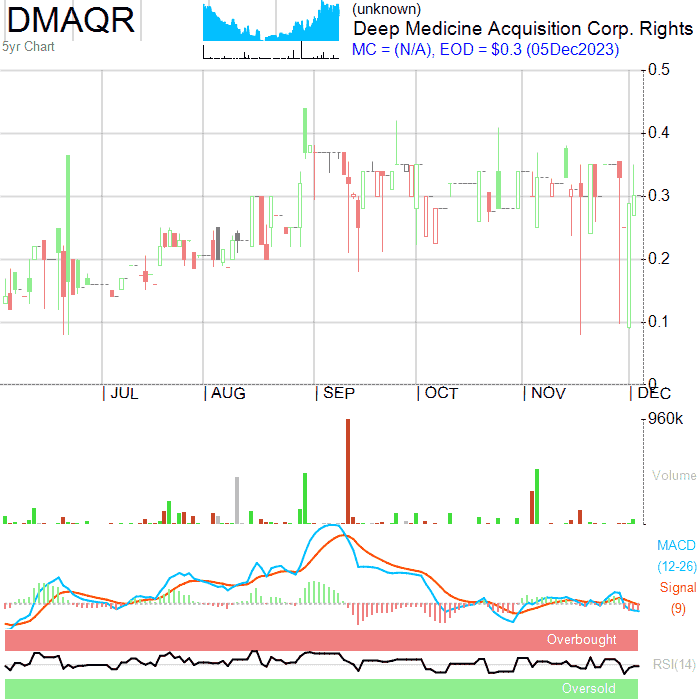 DMAQR
5yr Chart
(unknown)
Deep Medicine Acquisition Corp. Rights
MC = (N/A), EOD = $0.3 (05Dec2023)
0.5
0.4
0.3
0.2
0.1
0
| JUL | AUG | SEP | OCT | NOV | DEC
960k
Volume
MACD
(12-26)
Signal
(9)
Overbought
RSI(14)
Oversold